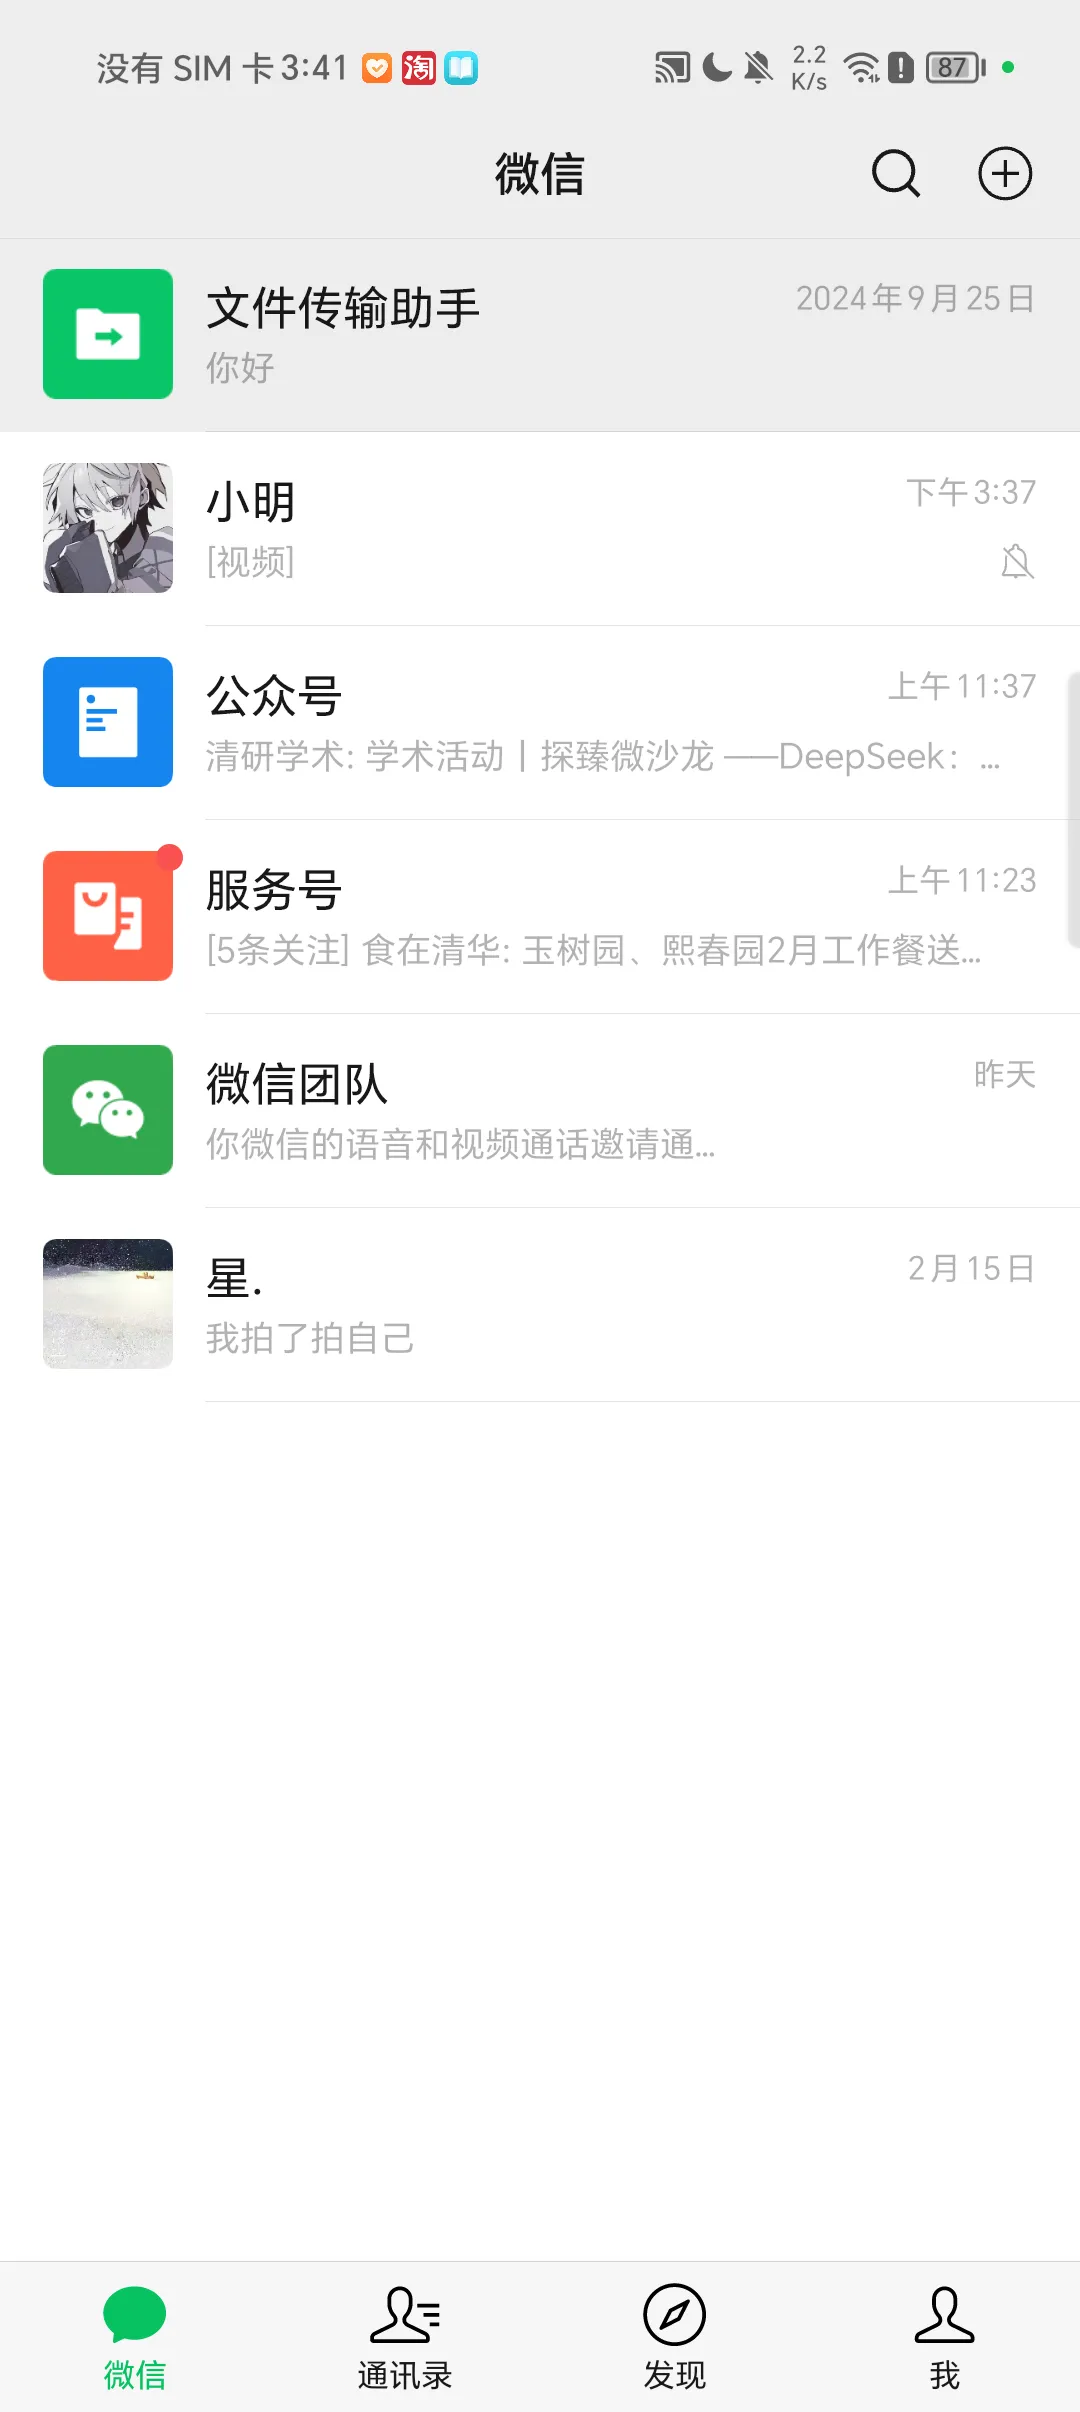 没有 SIM 卡 3:41 淘 2.2 K/s 87
微信
文件传输助手 2024年9月25日
你好
小明 下午3:37
[视频]
公众号 上午11:37
清研学术: 学术活动丨探臻微沙龙 ——DeepSeek：...
服务号 上午11:23
[5条关注] 食在清华: 玉树园、熙春园2月工作餐送...
微信团队 昨天
你微信的语音和视频通话邀请通...
星. 2月15日
我拍了拍自己
微信 通讯录 发现 我